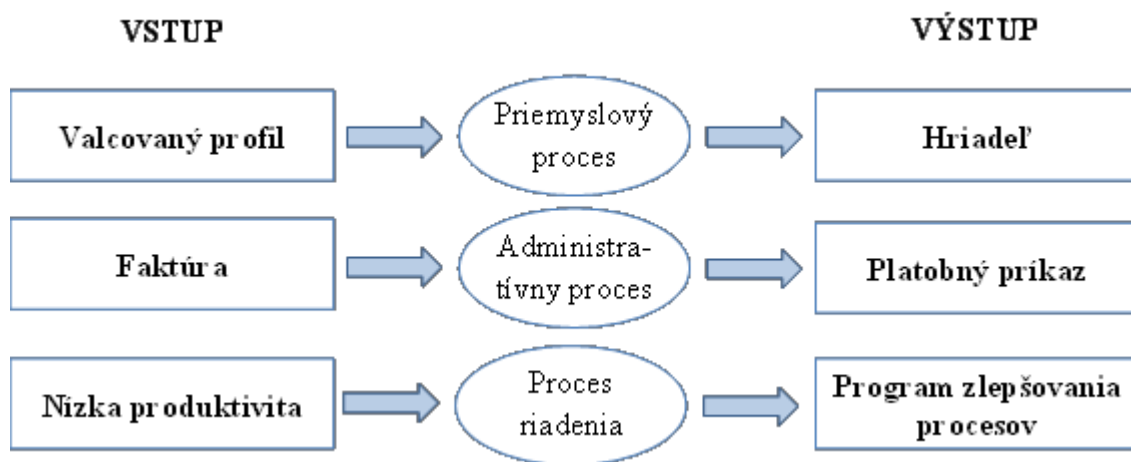 VSTUP
VÝSTUP
Valcovaný profil
Priemyslový
proces
Hriadeľ
Faktúra
Administra-
tívny proces
Platobný príkaz
Nízka produktivita
Proces
riadenia
Program zlepšovania
procesov